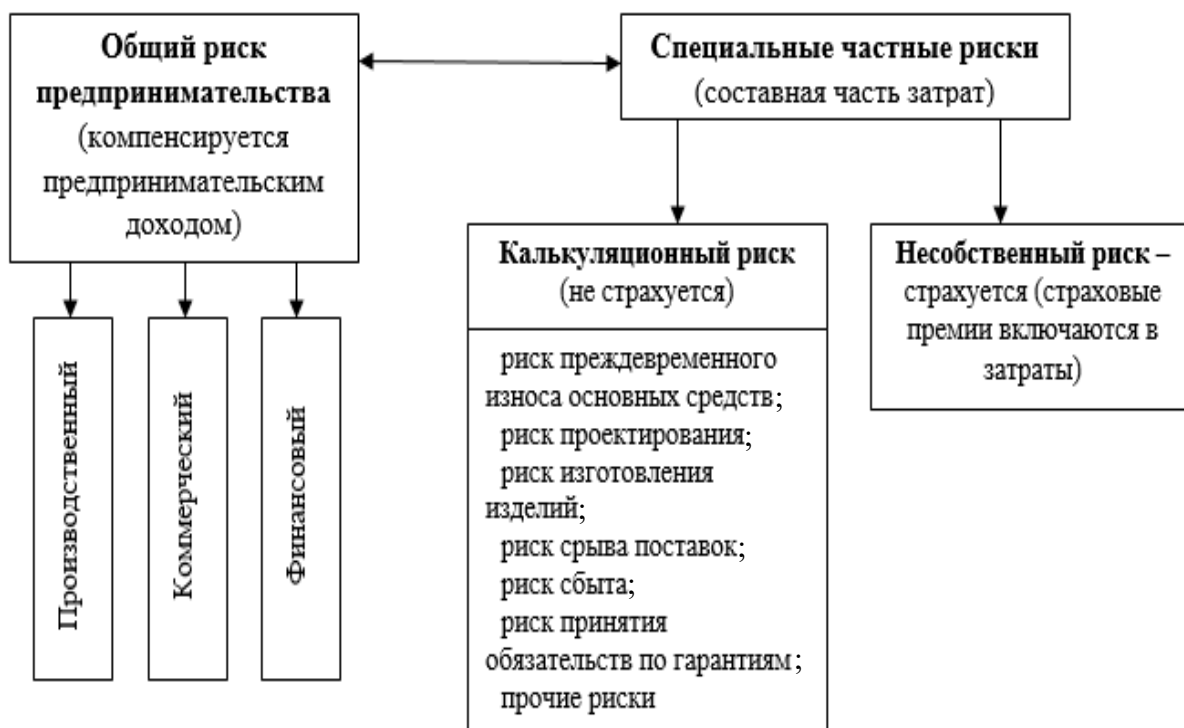 Общий риск
предпринимательства
(компенсируется
предпринимательским
доходом)
Специальные частные риски
(составная часть затрат)
Производственный
Коммерческий
Финансовый
Калькуляционный риск
(не страхуется)
риск преждевременного
износа основных средств;
риск проектирования;
риск изготовления
изделий;
риск срыва поставок;
риск сбыта;
риск принятия
обязательств по гарантиям;
прочие риски
Несобственный риск –
страхуется (страховые
премии включаются в
затраты)